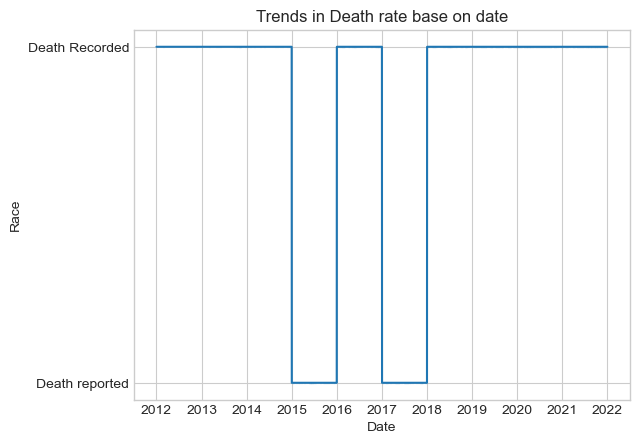 Trends in Death rate base on date
Death Recorded
Race
Death reported
2012 2013 2014 2015 2016 2017 2018 2019 2020 2021 2022
Date